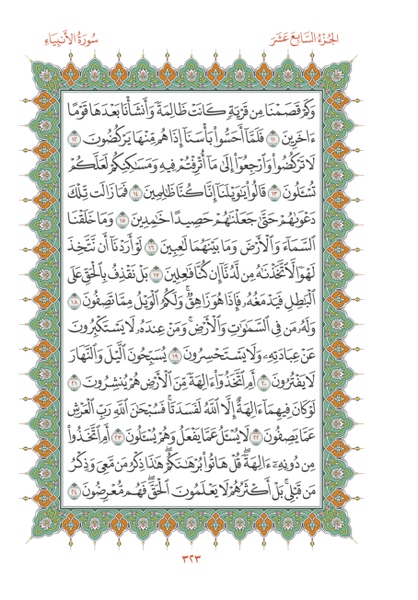 سُورَةُ الأَنبِيَاءِ الجُزْءُ السَّابِعَ عَشَرَ
وَكَمْ قَصَمْنَا مِن قَرْيَةٍ كَانَتْ ظَالِمَةً وَأَنشَأْنَا بَعْدَهَا قَوْمًا
ءَاخَرِينَ ١١ فَلَمَّآ أَحَسُّوا۟ بَأْسَنَآ إِذَا هُم مِّنْهَا يَرْكُضُونَ ١٢
لَا تَرْكُضُوا۟ وَٱرْجِعُوٓا۟ إِلَىٰ مَآ أُتْرِفْتُمْ فِيهِ وَمَسَـٰكِنِكُمْ لَعَلَّكُمْ
تُسْـَٔلُونَ ١٣ قَالُوا۟ يَـٰوَيْلَنَآ إِنَّا كُنَّا ظَـٰلِمِينَ ١٤ فَمَا زَالَت تِّلْكَ
دَعْوَىٰهُمْ حَتَّىٰ جَعَلْنَـٰهُمْ حَصِيدًا خَـٰمِدِينَ ١٥ وَمَا خَلَقْنَا
ٱلسَّمَآءَ وَٱلْأَرْضَ وَمَا بَيْنَهُمَا لَـٰعِبِينَ ١٦ لَوْ أَرَدْنَآ أَن نَّتَّخِذَ
لَهْوًا لَّٱتَّخَذْنَـٰهُ مِن لَّدُنَّآ إِن كُنَّا فَـٰعِلِينَ ١٧ بَلْ نَقْذِفُ بِٱلْحَقِّ عَلَى
ٱلْبَـٰطِلِ فَيَدْمَغُهُۥ فَإِذَا هُوَ زَاهِقٌ ۚ وَلَكُمُ ٱلْوَيْلُ مِمَّا تَصِفُونَ ١٨
وَلَهُۥ مَن فِى ٱلسَّمَـٰوَٰتِ وَٱلْأَرْضِ ۚ وَمَنْ عِندَهُۥ لَا يَسْتَكْبِرُونَ
عَنْ عِبَادَتِهِۦ وَلَا يَسْتَحْسِرُونَ ١٩ يُسَبِّحُونَ ٱلَّيْلَ وَٱلنَّهَارَ
لَا يَفْتُرُونَ ٢٠ أَمِ ٱتَّخَذُوٓا۟ ءَالِهَةً مِّنَ ٱلْأَرْضِ هُمْ يُنشِرُونَ ٢١
لَوْ كَانَ فِيهِمَآ ءَالِهَةٌ إِلَّا ٱللَّهُ لَفَسَدَتَا ۚ فَسُبْحَـٰنَ ٱللَّهِ رَبِّ ٱلْعَرْشِ
عَمَّا يَصِفُونَ ٢٢ لَا يُسْـَٔلُ عَمَّا يَفْعَلُ وَهُمْ يُسْـَٔلُونَ ٢٣ أَمِ ٱتَّخَذُوا۟
مِن دُونِهِۦٓ ءَالِهَةً ۖ قُلْ هَاتُوا۟ بُرْهَـٰنَكُمْ ۖ هَـٰذَا ذِكْرُ مَن مَّعِىَ وَذِكْرُ
مَن قَبْلِى ۗ بَلْ أَكْثَرُهُمْ لَا يَعْلَمُونَ ٱلْحَقَّ ۖ فَهُم مُّعْرِضُونَ ٢٤
٣٢٣